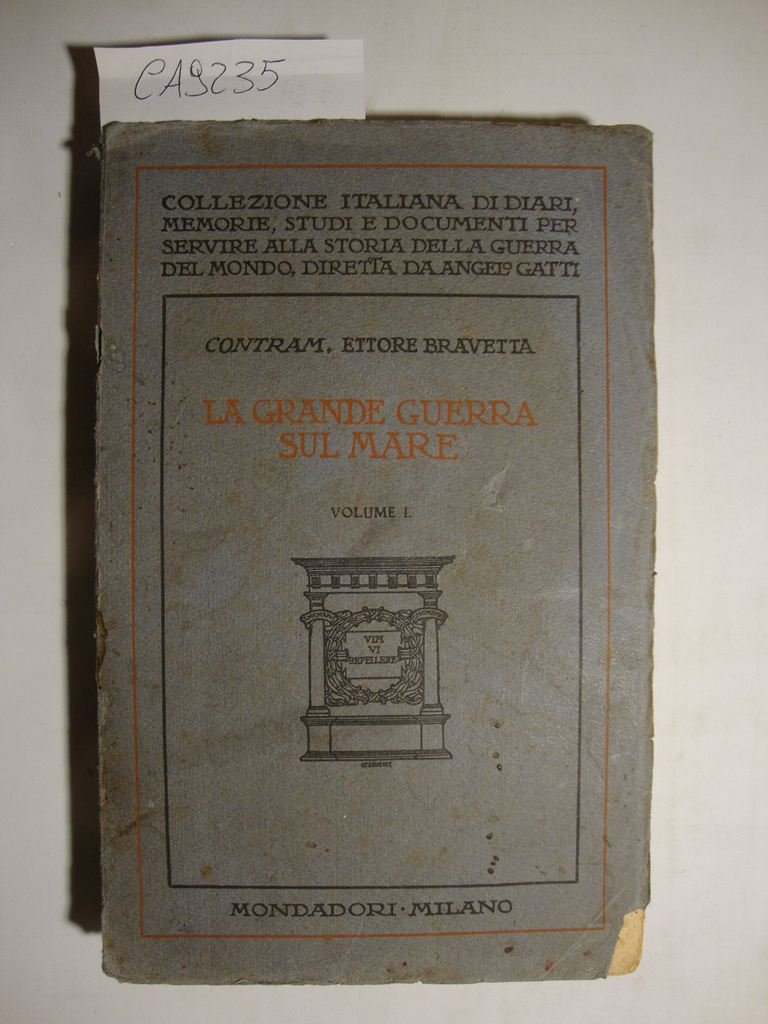 CA9235
COLLEZIONE ITALIANA DI DIARI,
MEMORIE, STUDI E DOCUMENTI PER
SERVIRE ALLA STORIA DELLA GUERRA
DEL MONDO, DIRETTA DA ANGELO GATTI
CONTRAM. ETTORE BRAVETTA
LA GRANDE GUERRA
SUL MARE
VOLUME I.
VIM
VI
REPELLERE
MONDADORI·MILANO